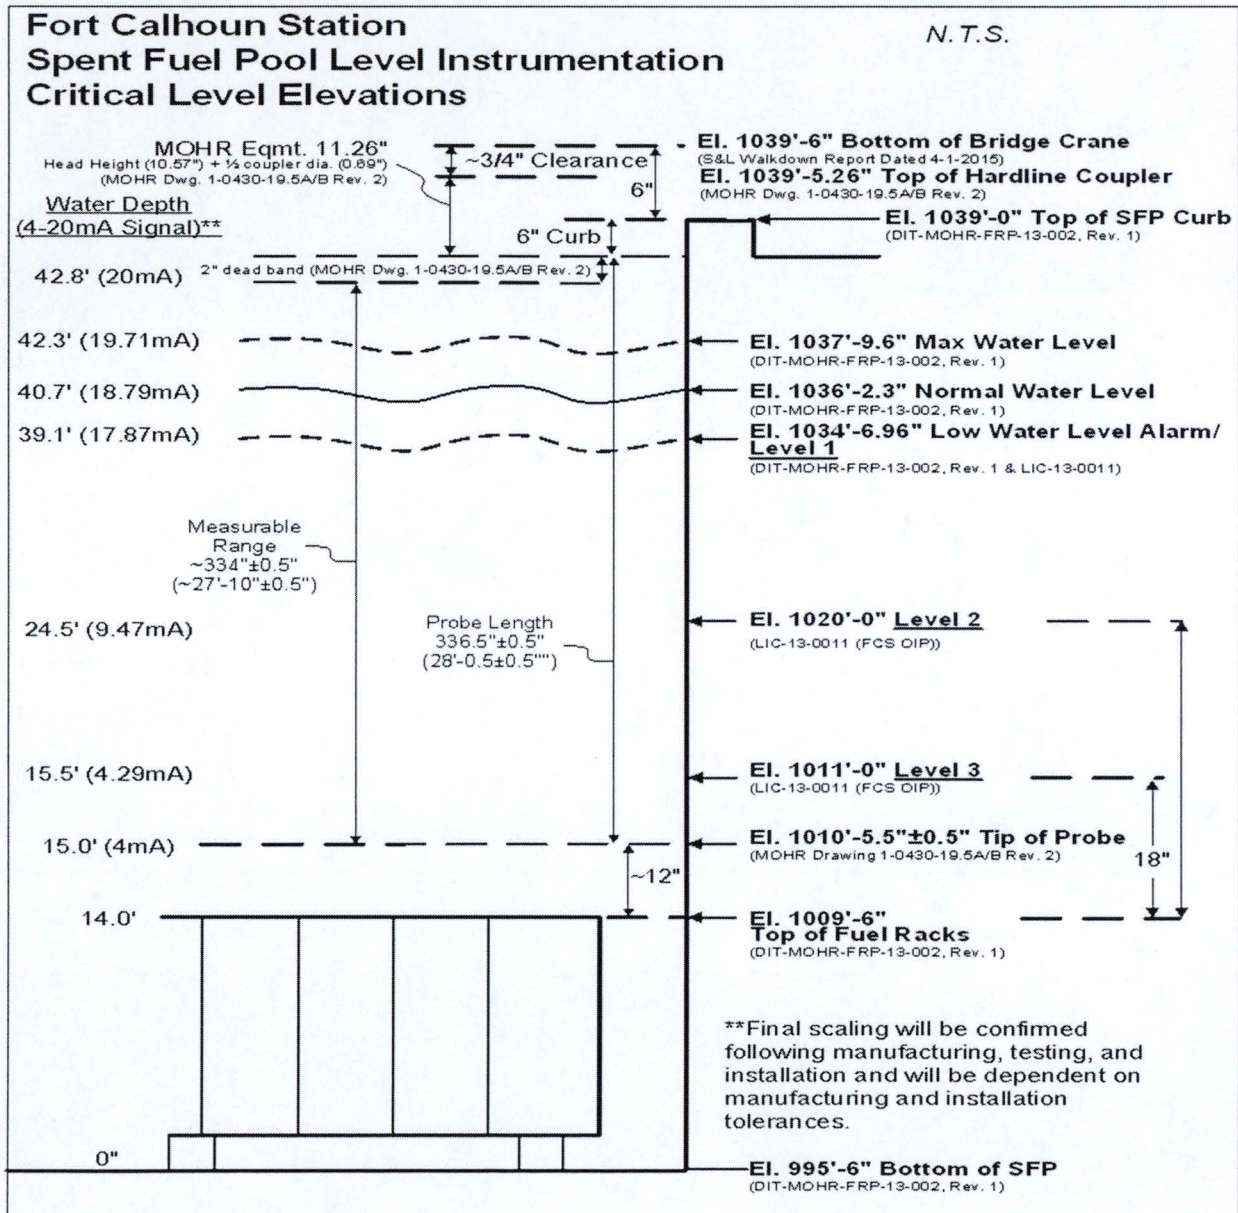 Fort Calhoun Station
Spent Fuel Pool Level Instrumentation
Critical Level Elevations
N.T.S.
MOHR Eqmt. 11.26"
Head Height (10.57") + ½ coupler dia. (0.69")
(MOHR Dwg. 1-0430-19.5A/B Rev. 2)
~3/4" Clearance
6"
El. 1039'-6" Bottom of Bridge Crane
(S&L Walkdown Report Dated 4-1-2015)
El. 1039'-5.26" Top of Hardline Coupler
(MOHR Dwg. 1-0430-19.5A/B Rev. 2)
Water Depth
(4-20mA Signal)**
6" Curb
El. 1039'-0" Top of SFP Curb
(DIT-MOHR-FRP-13-002, Rev. 1)
42.8' (20mA)
2" dead band (MOHR Dwg. 1-0430-19.5A/B Rev. 2)
42.3' (19.71mA)
El. 1037'-9.6" Max Water Level
(DIT-MOHR-FRP-13-002, Rev. 1)
40.7' (18.79mA)
El. 1036'-2.3" Normal Water Level
(DIT-MOHR-FRP-13-002, Rev. 1)
39.1' (17.87mA)
El. 1034'-6.96" Low Water Level Alarm/
Level 1
(DIT-MOHR-FRP-13-002, Rev. 1 & LIC-13-0011)
Measurable
Range
~334"±0.5"
(~27'-10"±0.5")
24.5' (9.47mA)
Probe Length
336.5"±0.5"
(28'-0.5±0.5"")
El. 1020'-0" Level 2
(LIC-13-0011 (FCS OIP))
15.5' (4.29mA)
El. 1011'-0" Level 3
(LIC-13-0011 (FCS OIP))
15.0' (4mA)
El. 1010'-5.5"±0.5" Tip of Probe
(MOHR Drawing 1-0430-19.5A/B Rev. 2)
~12"
18"
14.0'
El. 1009'-6"
Top of Fuel Racks
(DIT-MOHR-FRP-13-002, Rev. 1)
**Final scaling will be confirmed
following manufacturing, testing, and
installation and will be dependent on
manufacturing and installation
tolerances.
0"
El. 995'-6" Bottom of SFP
(DIT-MOHR-FRP-13-002, Rev. 1)